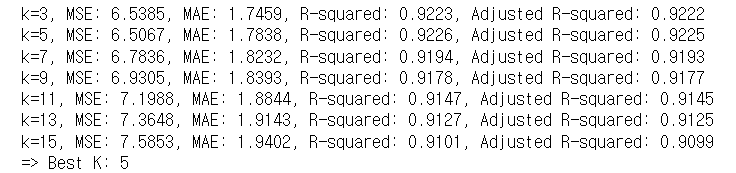 k=3, MSE: 6.5385, MAE: 1.7459, R-squared: 0.9223, Adjusted R-squared: 0.9222
k=5, MSE: 6.5067, MAE: 1.7838, R-squared: 0.9226, Adjusted R-squared: 0.9225
k=7, MSE: 6.7836, MAE: 1.8232, R-squared: 0.9194, Adjusted R-squared: 0.9193
k=9, MSE: 6.9305, MAE: 1.8393, R-squared: 0.9178, Adjusted R-squared: 0.9177
k=11, MSE: 7.1988, MAE: 1.8844, R-squared: 0.9147, Adjusted R-squared: 0.9145
k=13, MSE: 7.3648, MAE: 1.9143, R-squared: 0.9127, Adjusted R-squared: 0.9125
k=15, MSE: 7.5853, MAE: 1.9402, R-squared: 0.9101, Adjusted R-squared: 0.9099
=> Best K: 5